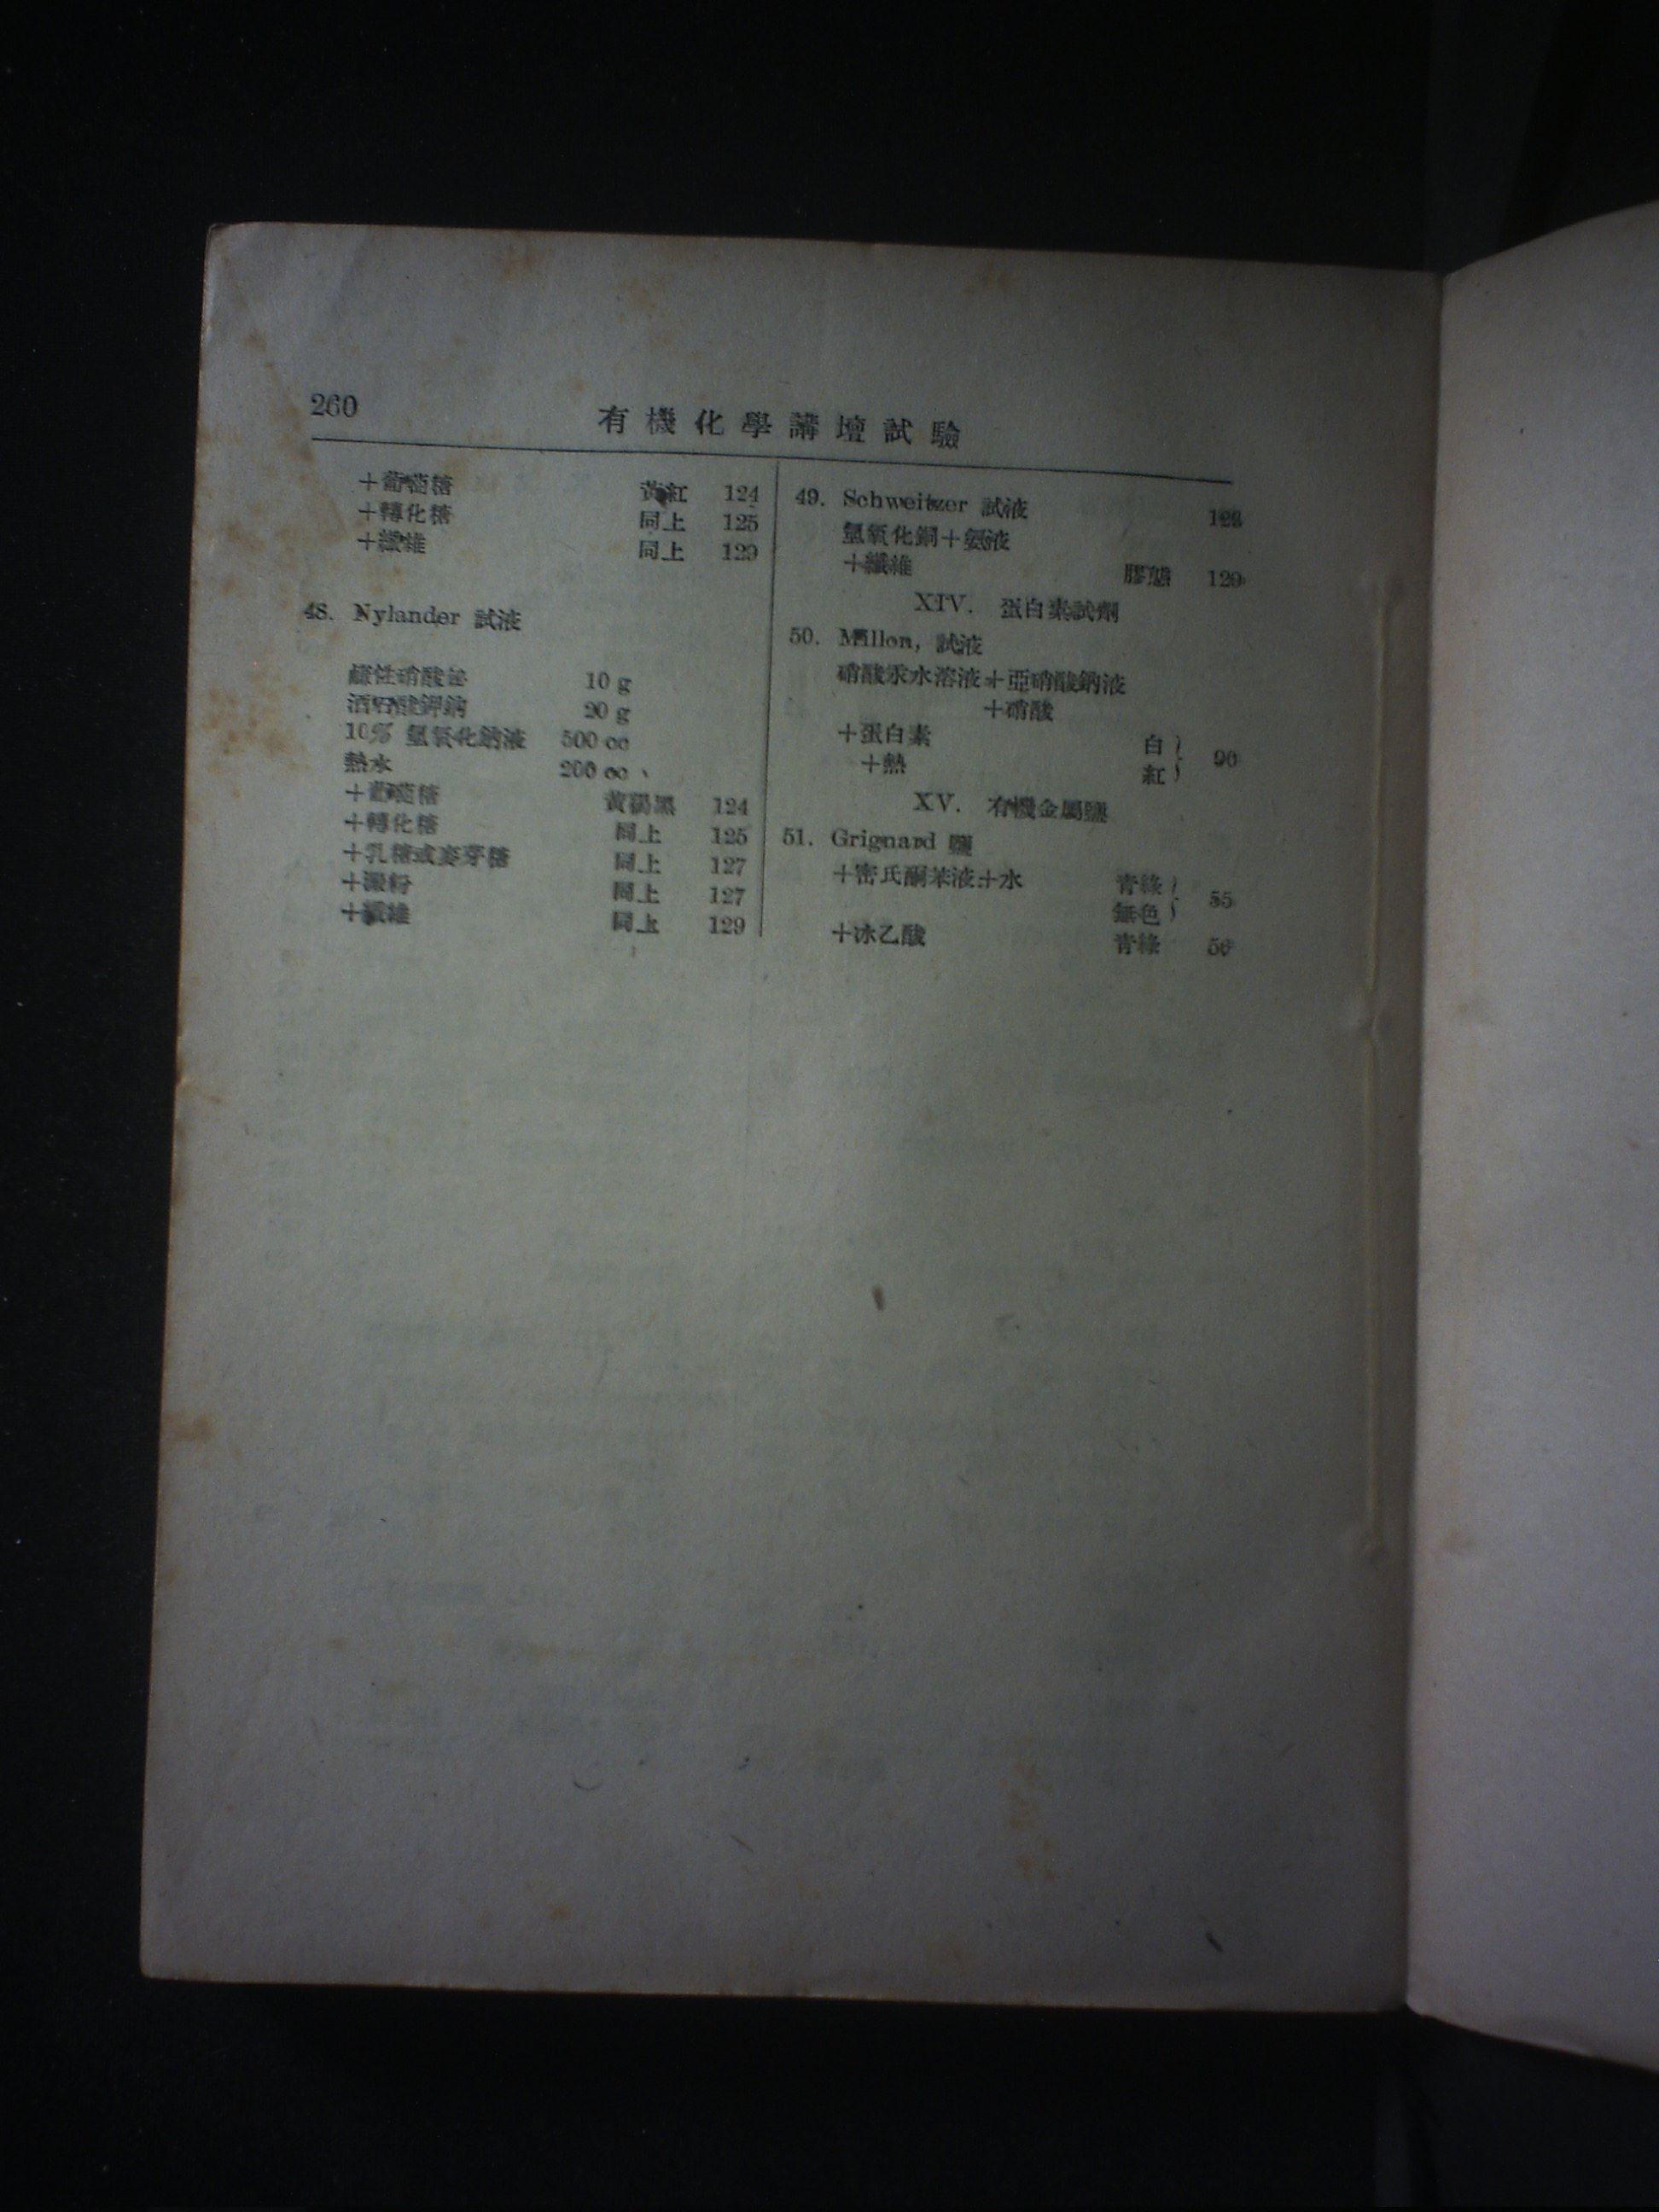 260
有機化學講壇試驗
+葡萄糖 黃紅 124
+轉化糖 同上 125
+纖維 同上 129
48. Nylander 試液
鹼性硝酸鉍 10 g
酒石酸鉀鈉 20 g
10% 氫氧化鈉液 500 cc
熱水 200 cc
+葡萄糖 黃褐黑 124
+轉化糖 同上 125
+乳糖或麥芽糖 同上 127
+澱粉 同上 127
+纖維 同上 129
49. Schweitzer 試液 128
氫氧化銅+氨液
+纖維 膠態 129
XIV. 蛋白素試劑
50. Millon, 試液
硝酸汞水溶液+亞硝酸鈉液
+硝酸
+蛋白素 白
+熱 紅 90
XV. 有機金屬鹽
51. Grignard 鹽
+密氏酮苯液+水 青綠
無色 55
+冰乙酸 青綠 56